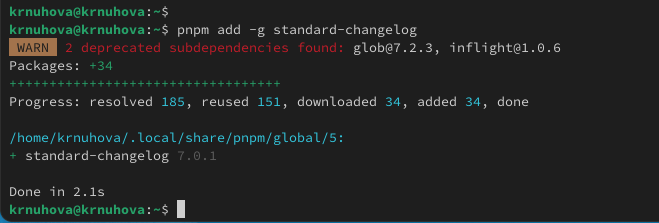 krnuhova@krnuhova:~$
krnuhova@krnuhova:~$ pnpm add -g standard-changelog
WARN 2 deprecated subdependencies found: glob@7.2.3, inflight@1.0.6
Packages: +34
++++++++++++++++++++++++++++++++++
Progress: resolved 185, reused 151, downloaded 34, added 34, done
/home/krnuhova/.local/share/pnpm/global/5:
+ standard-changelog 7.0.1
Done in 2.1s
krnuhova@krnuhova:~$